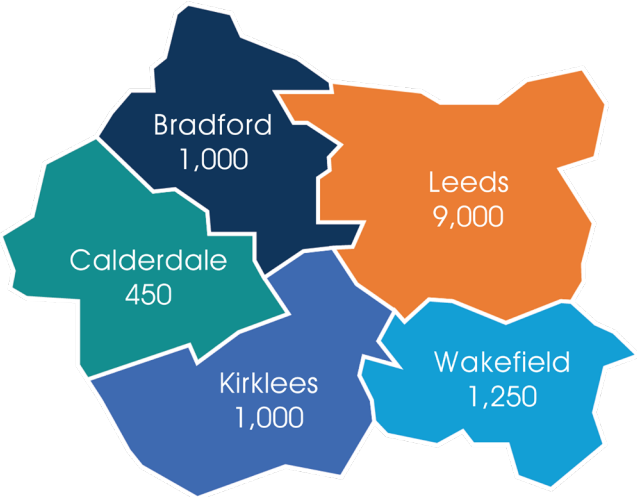 Bradford
1,000
Leeds
9,000
Calderdale
450
Wakefield
1,250
Kirklees
1,000